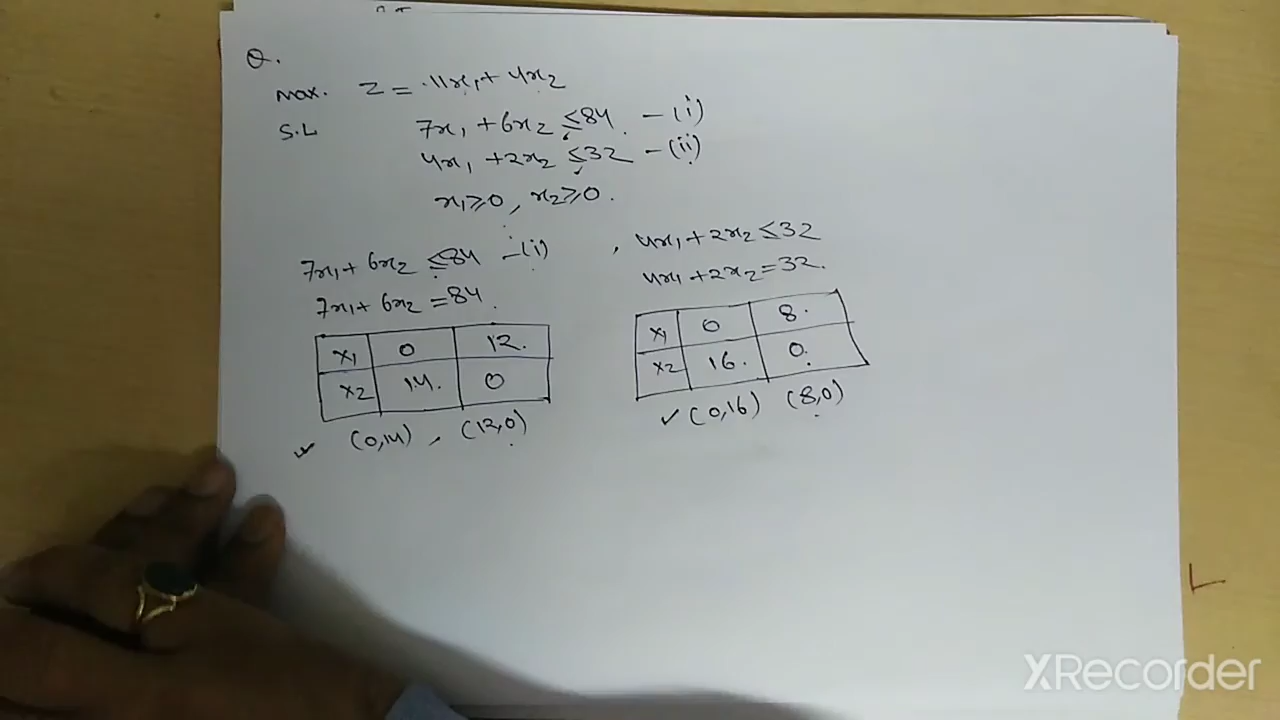 Q.
Max. Z = 11x₁ + 4x₂
S.t 7x₁ + 6x₂ ≤ 84 - (i)
4x₁ + 2x₂ ≤ 32 - (ii)
x₁ ≥ 0, x₂ ≥ 0.
7x₁ + 6x₂ ≤ 84 - (i)
7x₁ + 6x₂ = 84.
x₁ 0 12.
x₂ 14. 0
✓ (0,14), (12,0)
, 4x₁ + 2x₂ ≤ 32
4x₁ + 2x₂ = 32.
x₁ 0 8.
x₂ 16. 0.
✓ (0,16) (8,0)
XRecorder